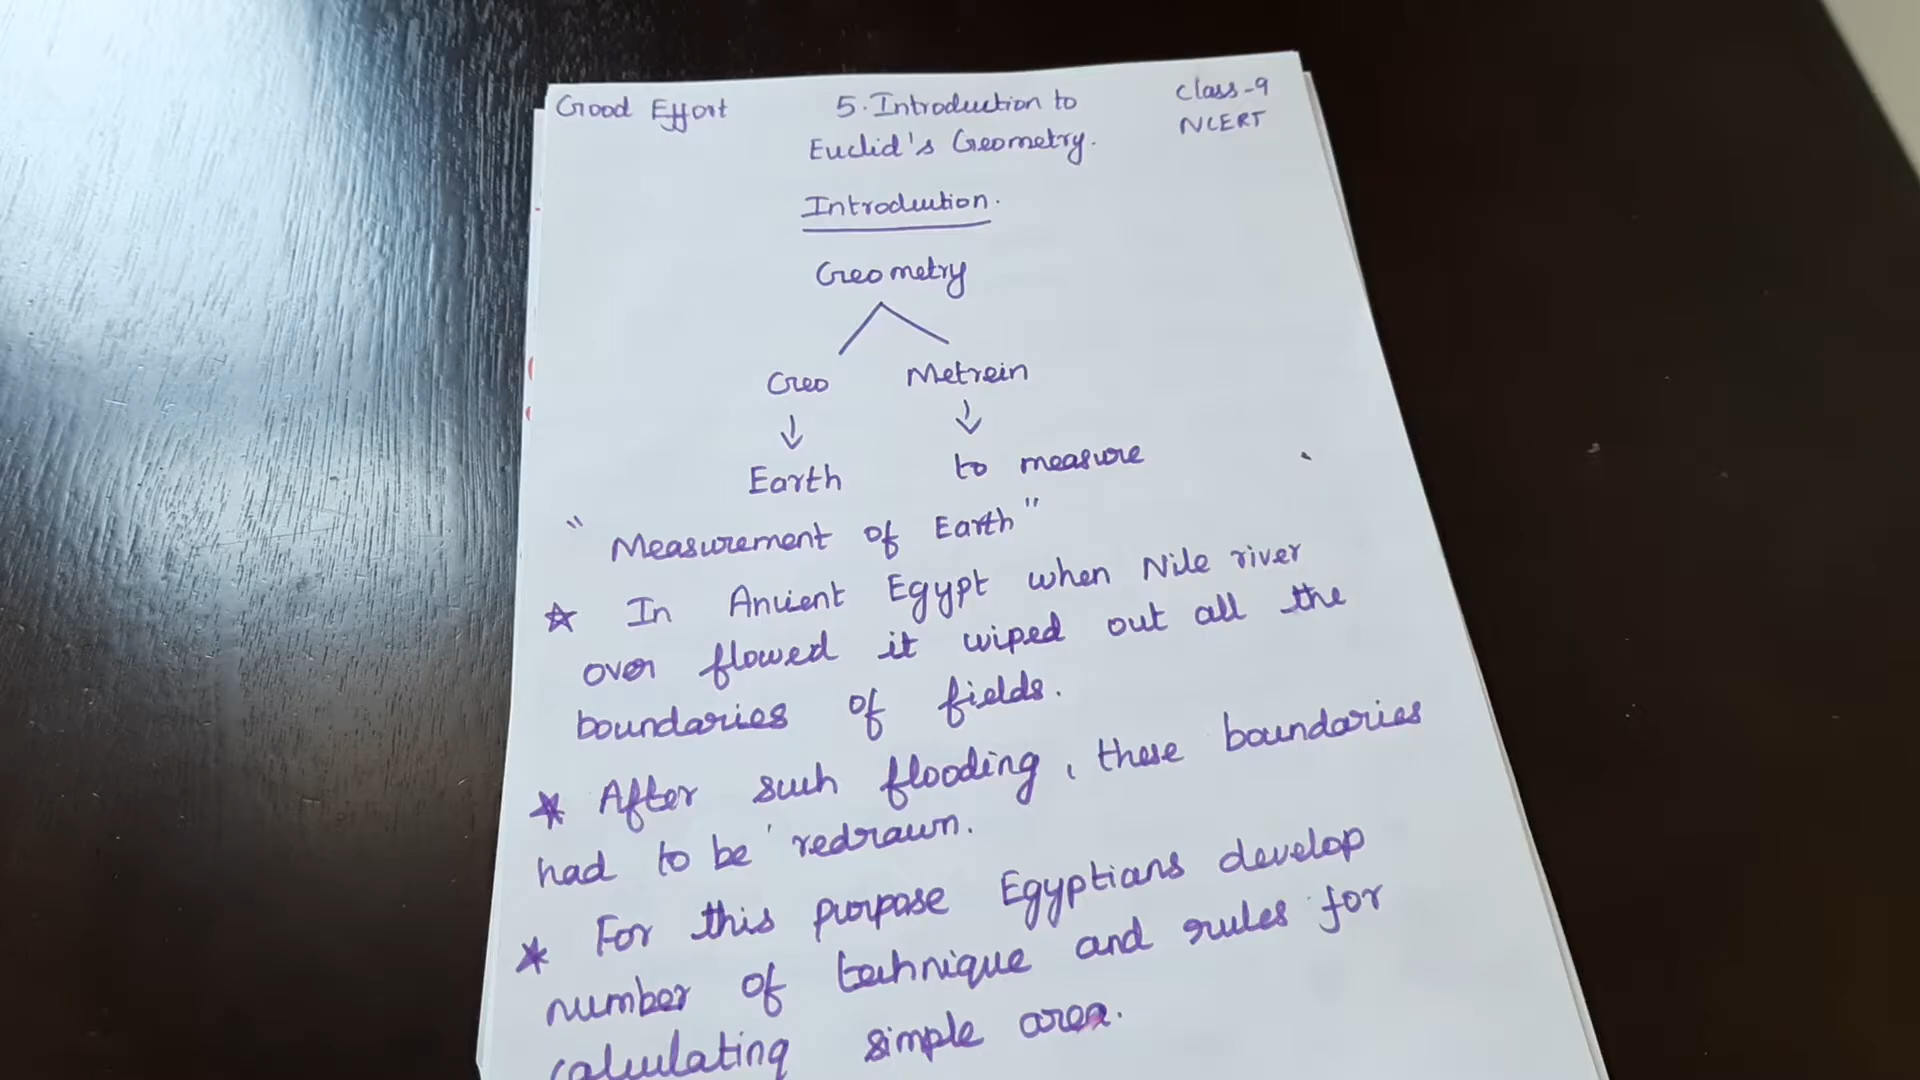 Good Effort
5. Introduction to
Euclid's Geometry.
Class-9
NCERT
Introduction.
Geometry
Geo Metrein
Earth to measure
"Measurement of Earth"
In Ancient Egypt when Nile river
over flowed it wiped out all the
boundaries of fields.
After such flooding, these boundaries
had to be redrawn.
For this purpose Egyptians develop
number of technique and rules for
calculating simple area.